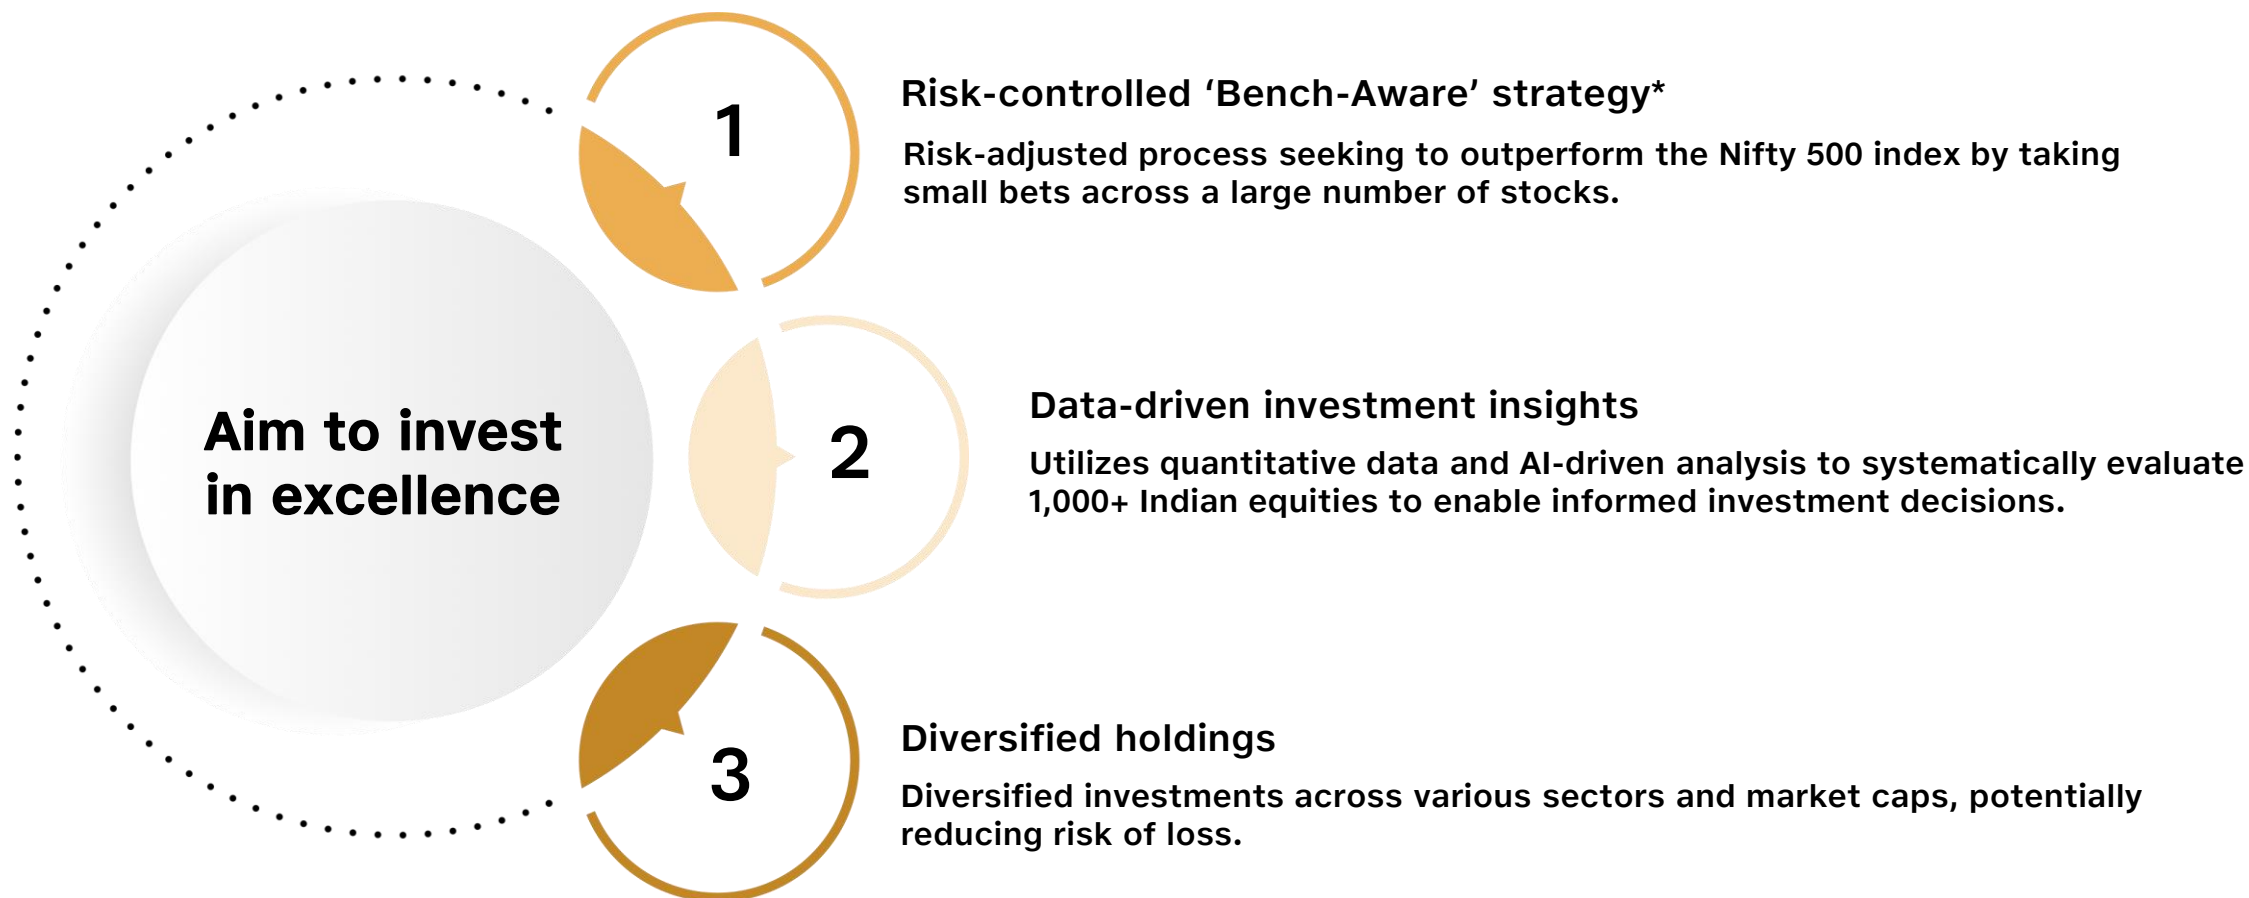 Aim to invest
in excellence
1
Risk-controlled ‘Bench-Aware’ strategy*
Risk-adjusted process seeking to outperform the Nifty 500 index by taking
small bets across a large number of stocks.
2
Data-driven investment insights
Utilizes quantitative data and AI-driven analysis to systematically evaluate
1,000+ Indian equities to enable informed investment decisions.
3
Diversified holdings
Diversified investments across various sectors and market caps, potentially
reducing risk of loss.